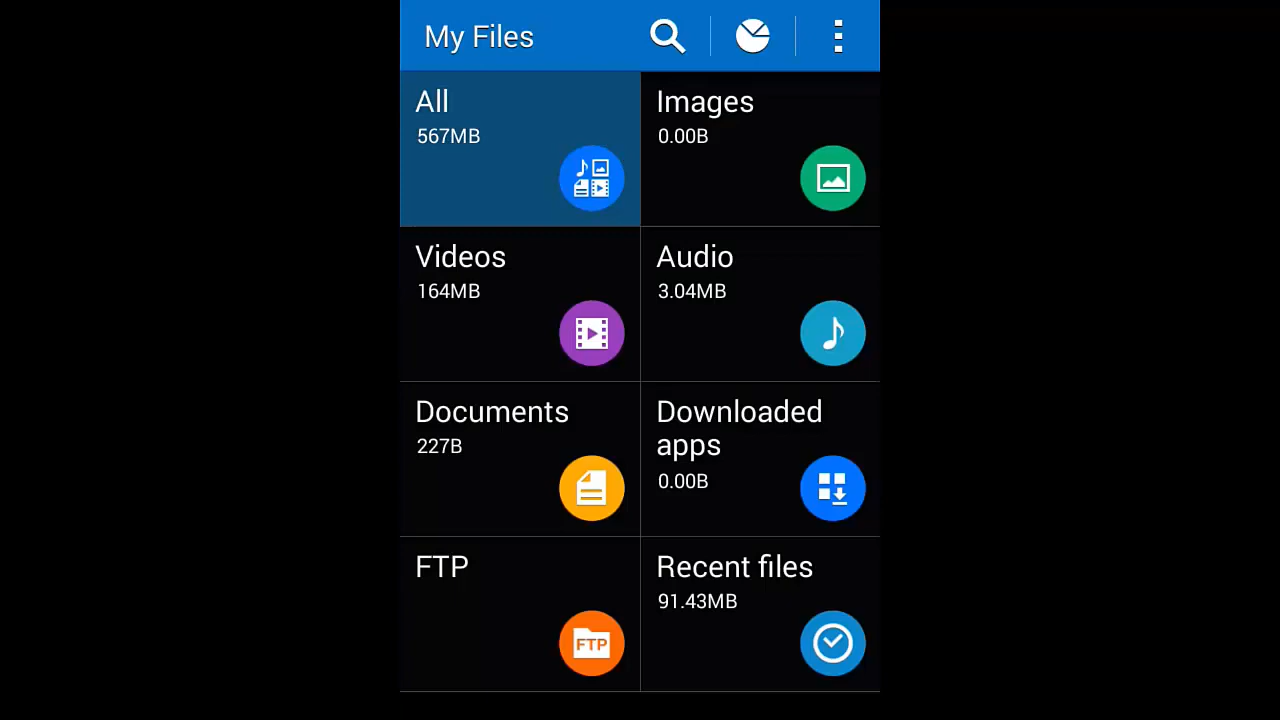 My Files
All
567MB
Images
0.00B
Videos
164MB
Audio
3.04MB
Documents
227B
Downloaded
apps
0.00B
FTP
FTP
Recent files
91.43MB